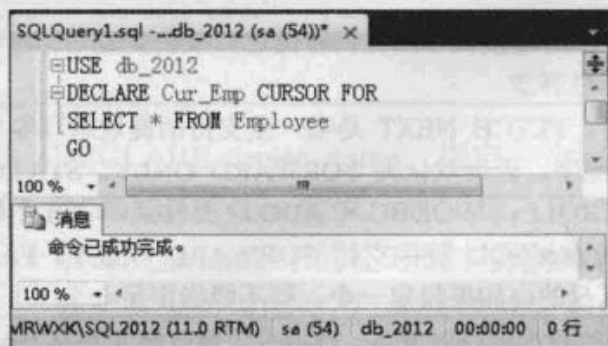 SQLQuery1.sql -...db_2012 (sa (54))* ×
USE db_2012
DECLARE Cur_Emp CURSOR FOR
SELECT * FROM Employee
GO
100 %
消息
命令已成功完成。
100 %
MRWXK\SQL2012 (11.0 RTM) sa (54) db_2012 00:00:00 0 行